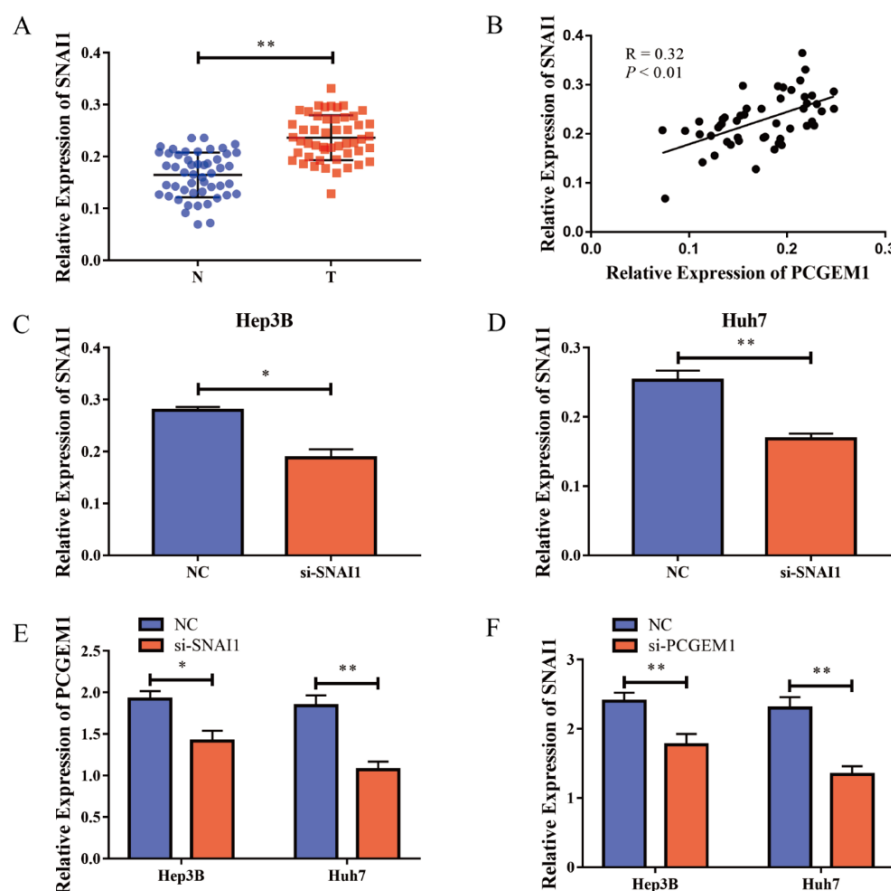 A
Relative Expression of SNAI1
0.4
0.3
0.2
0.1
0.0
**
N
T
B
Relative Expression of SNAI1
0.4
0.3
0.2
0.1
0.0
R = 0.32
P < 0.01
0.0
0.1
0.2
0.3
Relative Expression of PCGEM1
C
Hep3B
Relative Expression of SNAI1
0.4
0.3
0.2
0.1
0.0
*
NC
si-SNAI1
D
Huh7
Relative Expression of SNAI1
0.3
0.2
0.1
0.0
**
NC
si-SNAI1
E
NC
si-SNAI1
Relative Expression of PCGEM1
2.5
2.0
1.5
1.0
0.5
0.0
*
**
Hep3B
Huh7
F
NC
si-PCGEM1
Relative Expression of SNAI1
3
2
1
0
**
**
Hep3B
Huh7